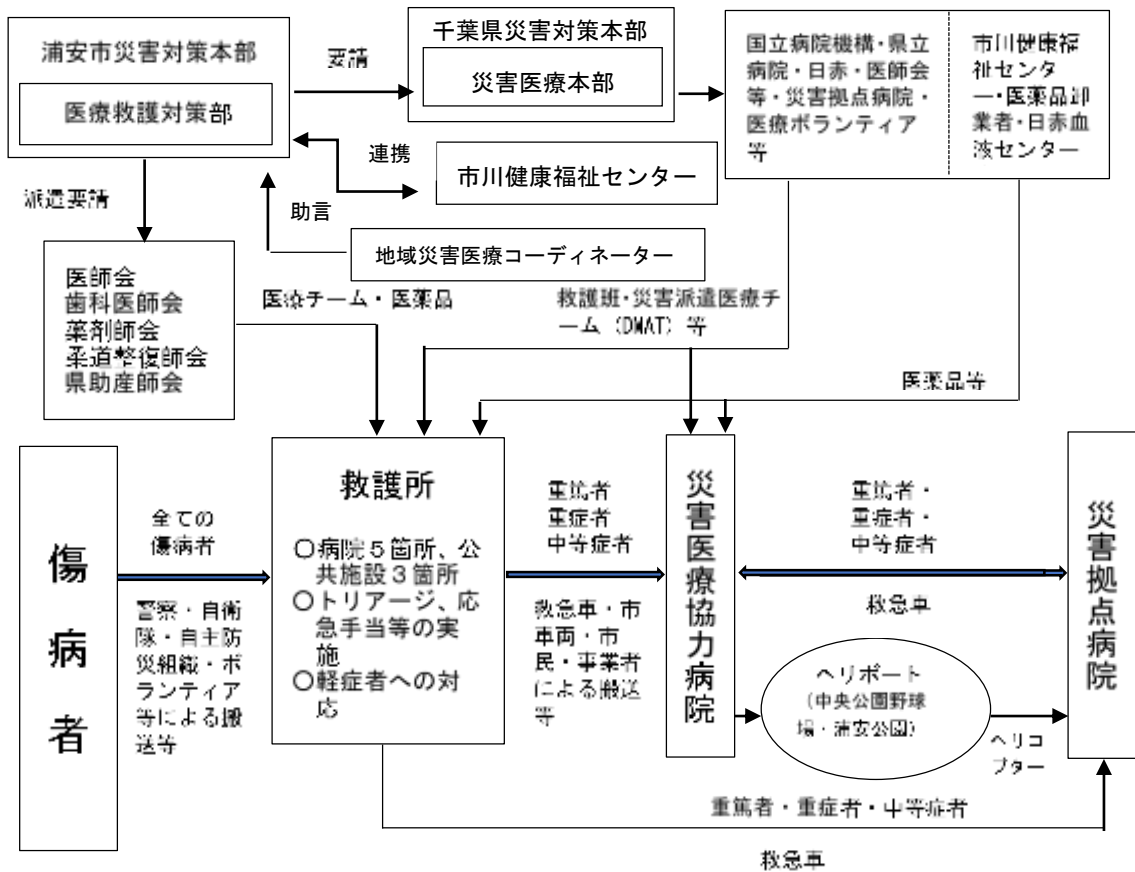 浦安市災害対策本部
医療救護対策部
要請
千葉県災害対策本部
災害医療本部
国立病院機構・県立
病院・日赤・医師会
等・災害拠点病院・
医療ボランティア
等
市川健康福
祉センタ
ー・医薬品卸
業者・日赤血
液センター
連携
市川健康福祉センター
派遣要請
助言
地域災害医療コーディネーター
医師会
歯科医師会
薬剤師会
柔道整復師会
県助産師会
医療チーム・医薬品
救護班・災害派遣医療チ
ーム（DMAT）等
医薬品等
傷病者
全ての
傷病者
警察・自衛
隊・自主防
災組織・ボ
ランティア
等による搬
送等
救護所
○病院５箇所、公
共施設３箇所
○トリアージ、応
急手当等の実
施
○軽症者への対
応
重篤者
重症者
中等症者
救急車・市
車両・市
民・事業者
による搬送
等
災害医療協力病院
重篤者・
重症者・
中等症者
救急車
ヘリポート
（中央公園野球
場・浦安公園）
ヘリコ
プター
災害拠点病院
重篤者・重症者・中等症者
救急車